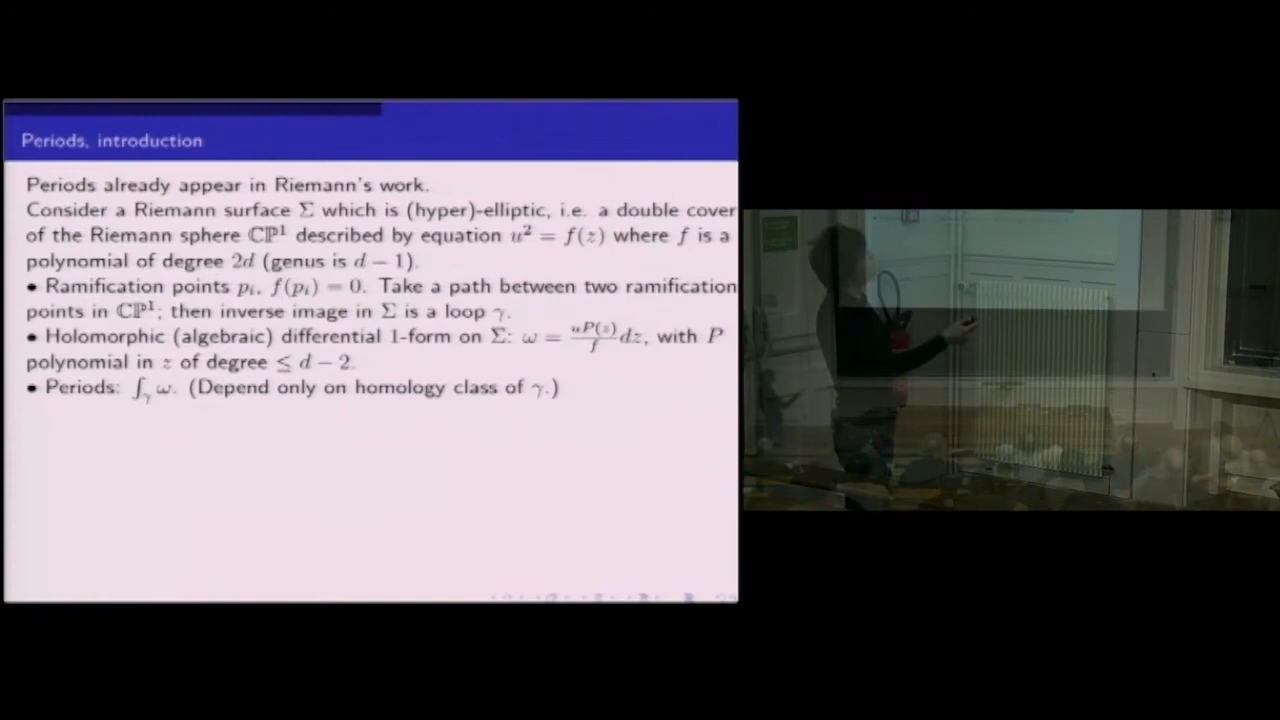 Periods, introduction
Periods already appear in Riemann's work.
Consider a Riemann surface Σ which is (hyper)-elliptic, i.e. a double cover
of the Riemann sphere ℂℙ¹ described by equation u² = f(z) where f is a
polynomial of degree 2d (genus is d − 1).
• Ramification points pᵢ, f(pᵢ) = 0. Take a path between two ramification
points in ℂℙ¹; then inverse image in Σ is a loop γ.
• Holomorphic (algebraic) differential 1-form on Σ: ω = uP(z)/f dz, with P
polynomial in z of degree ≤ d − 2.
• Periods: ∫_γ ω. (Depend only on homology class of γ.)